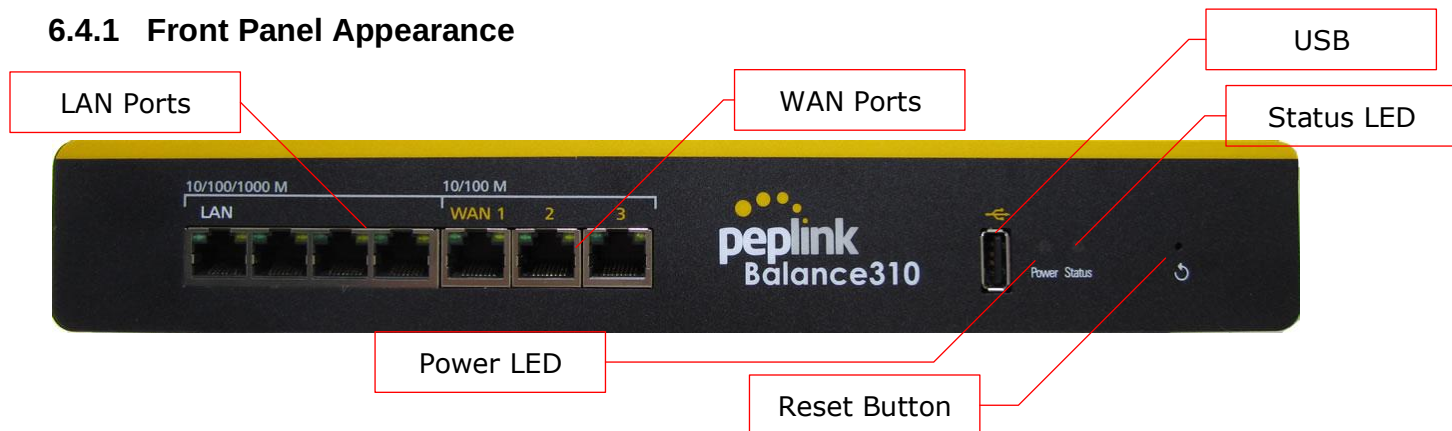 6.4.1 Front Panel Appearance
USB
LAN Ports
WAN Ports
Status LED
10/100/1000 M
10/100 M
LAN
WAN 1 2 3
peplink
Balance310
Power Status
Power LED
Reset Button